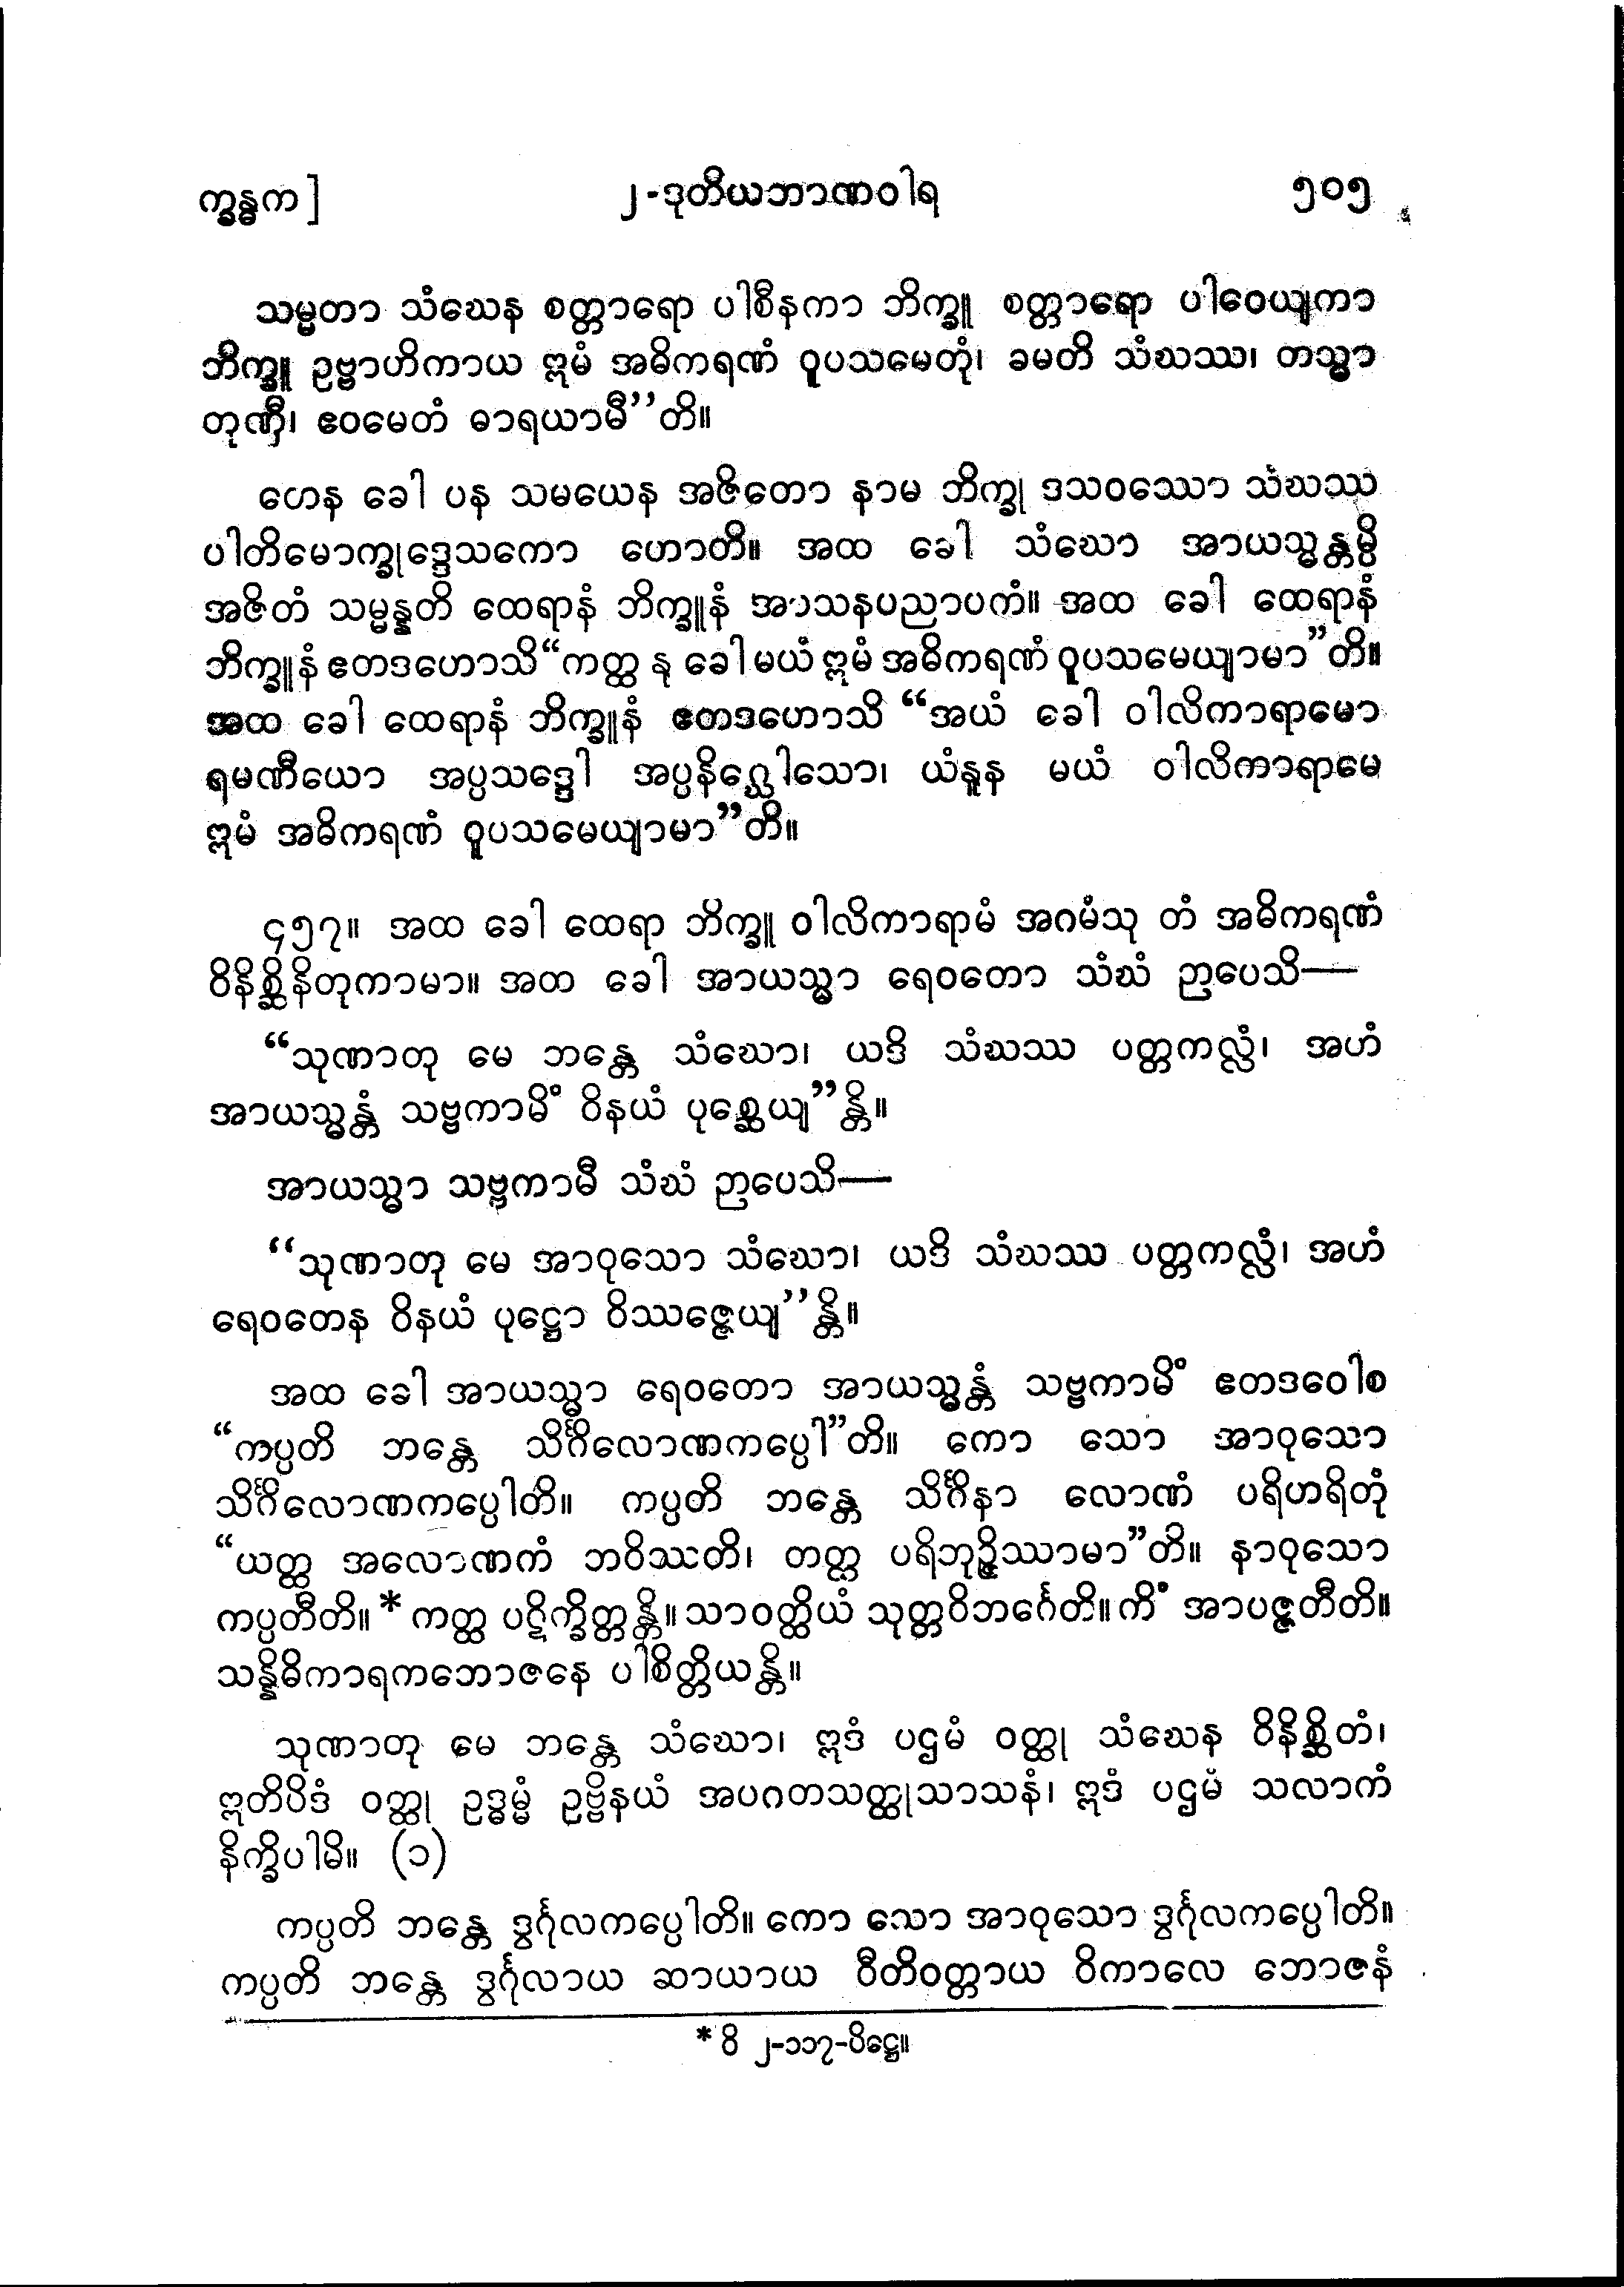 က္ခန္ဓက]
၂-ဒုတိယဘာဏဝါရ
၅၀၅
သမ္မတာ သံဃေန စတ္တာရော ပါစီနကာ ဘိက္ခူ စတ္တာရော ပါဝေယျကာ
ဘိက္ခူ ဥဗ္ဗာဟိကာယ ဣမံ အဓိကရဏံ ဝူပသမေတုံ၊ ခမတိ သံဃဿ၊ တသ္မာ
တုဏှီ၊ ဧဝမေတံ ဓာရယာမီ’’တိ။
တေန ခေါ ပန သမယေန အဇိတော နာမ ဘိက္ခု ဒသဝဿော သံဃဿ
ပါတိမောက္ခုဒ္ဒေသကော ဟောတိ။ အထ ခေါ သံဃော အာယသ္မန္တမ္ပိ
အဇိတံ သမ္မန္နတိ ထေရာနံ ဘိက္ခူနံ အာသနပညာပကံ။ အထ ခေါ ထေရာနံ
ဘိက္ခူနံ ဧတဒဟောသိ “ကတ္ထ နု ခေါ မယံ ဣမံ အဓိကရဏံ ဝူပသမေယျာမာ”တိ။
အထ ခေါ ထေရာနံ ဘိက္ခူနံ ဧတဒဟောသိ “အယံ ခေါ ဝါလိကာရာမော
ရမဏီယော အပ္ပသဒ္ဒေါ အပ္ပနိဂ္ဃေါသော၊ ယံနူန မယံ ဝါလိကာရာမေ
ဣမံ အဓိကရဏံ ဝူပသမေယျာမာ”တိ။
၄၅၇။ အထ ခေါ ထေရာ ဘိက္ခူ ဝါလိကာရာမံ အဂမံသု တံ အဓိကရဏံ
ဝိနိစ္ဆိနိတုကာမာ။ အထ ခေါ အာယသ္မာ ရေဝတော သံဃံ ဉာပေသိ—
“သုဏာတု မေ ဘန္တေ သံဃော၊ ယဒိ သံဃဿ ပတ္တကလ္လံ၊ အဟံ
အာယသ္မန္တံ သဗ္ဗကာမိံ ဝိနယံ ပုစ္ဆေယျ”န္တိ။
အာယသ္မာ သဗ္ဗကာမီ သံဃံ ဉာပေသိ—
‘‘သုဏာတု မေ အာဝုသော သံဃော၊ ယဒိ သံဃဿ ပတ္တကလ္လံ၊ အဟံ
ရေဝတေန ဝိနယံ ပုဋ္ဌော ဝိဿဇ္ဇေယျ’’န္တိ။
အထ ခေါ အာယသ္မာ ရေဝတော အာယသ္မန္တံ သဗ္ဗကာမိံ ဧတဒဝေါစ
“ကပ္ပတိ ဘန္တေ သိင်္ဂိလောဏကပ္ပေါ”တိ။ ကော သော အာဝုသော
သိင်္ဂိလောဏကပ္ပေါတိ။ ကပ္ပတိ ဘန္တေ သိင်္ဂိနာ လောဏံ ပရိဟရိတုံ
“ယတ္ထ အလောဏကံ ဘဝိဿတိ၊ တတ္ထ ပရိဘုဉ္ဇိဿာမာ”တိ။ နာဝုသော
ကပ္ပတီတိ။ * ကတ္ထ ပဋိက္ခိတ္တန္တိ။ သာဝတ္ထိယံ သုတ္တဝိဘင်္ဂေတိ။ ကိံ အာပဇ္ဇတီတိ။
သန္နိဓိကာရကဘောဇနေ ပါစိတ္တိယန္တိ။
သုဏာတု မေ ဘန္တေ သံဃော၊ ဣဒံ ပဌမံ ဝတ္ထု သံဃေန ဝိနိစ္ဆိတံ၊
ဣတိပိဒံ ဝတ္ထု ဥဒ္ဓမ္မံ ဥဗ္ဗိနယံ အပဂတသတ္ထုသာသနံ၊ ဣဒံ ပဌမံ သလာကံ
နိက္ခိပါမိ။ (၁)
ကပ္ပတိ ဘန္တေ ဒွင်္ဂုလကပ္ပေါတိ။ ကော သော အာဝုသော ဒွင်္ဂုလကပ္ပေါတိ။
ကပ္ပတိ ဘန္တေ ဒွင်္ဂုလာယ ဆာယာယ ဝီတိဝတ္တာယ ဝိကာလေ ဘောဇနံ
* ဝိ ၂-၁၁၇-ပိဋ္ဌေ။